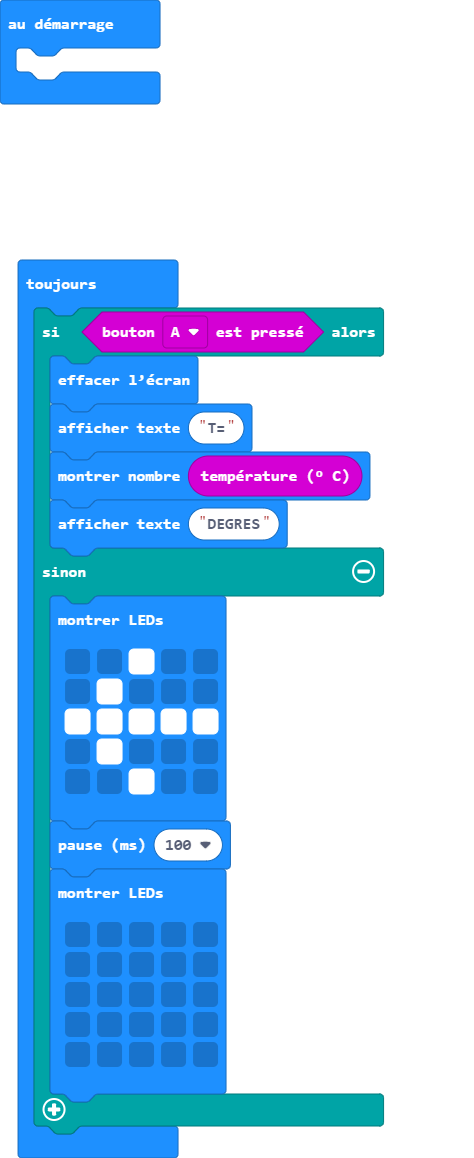 au démarrage
toujours
si bouton A est pressé alors
effacer l'écran
afficher texte "T="
montrer nombre température (º C)
afficher texte "DEGRES"
sinon
montrer LEDs
pause (ms) 100
montrer LEDs